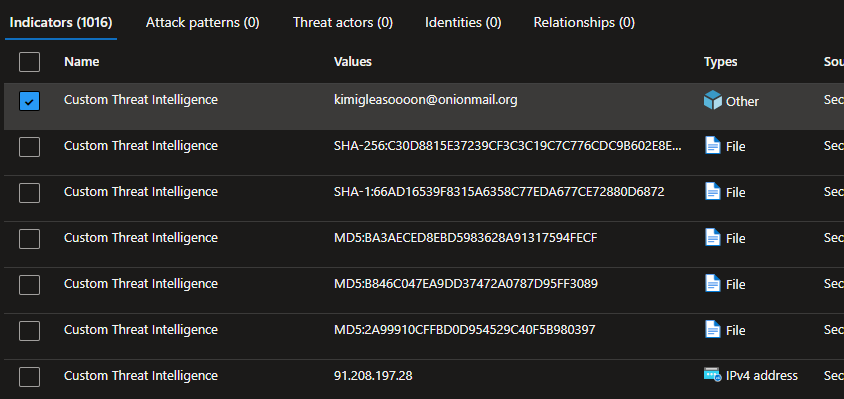 Indicators (1016) Attack patterns (0) Threat actors (0) Identities (0) Relationships (0)
Name Values Types Sou
Custom Threat Intelligence kimigleasoooon@onionmail.org Other Sec
Custom Threat Intelligence SHA-256:C30D8815E37239CF3C3C19C7C776CDC9B602E8E... File Sec
Custom Threat Intelligence SHA-1:66AD16539F8315A6358C77EDA677CE72880D6872 File Sec
Custom Threat Intelligence MD5:BA3AECED8EBD5983628A91317594FECF File Sec
Custom Threat Intelligence MD5:B846C047EA9DD37472A0787D95FF3089 File Sec
Custom Threat Intelligence MD5:2A99910CFFBD0D954529C40F5B980397 File Sec
Custom Threat Intelligence 91.208.197.28 IPv4 address Sec